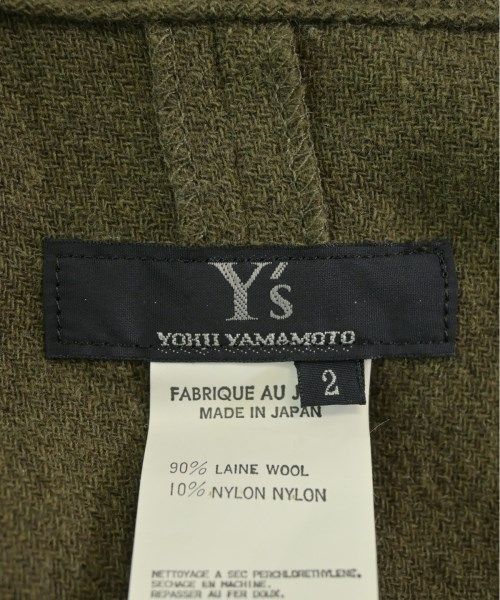 Y's
YOHJI YAMAMOTO
2
FABRIQUE AU J
MADE IN JAPAN
90% LAINE WOOL
10% NYLON NYLON
NETTOYAGE A SEC PERCHLORETHYLENE.
SECHAGE EN MACHINE.
REPASSER AU FER DOUX.